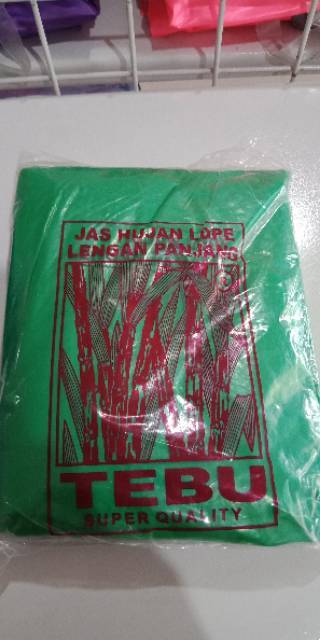 JAS HUJAN LOPE
LENGAN PANJANG
TEBU
SUPER QUALITY